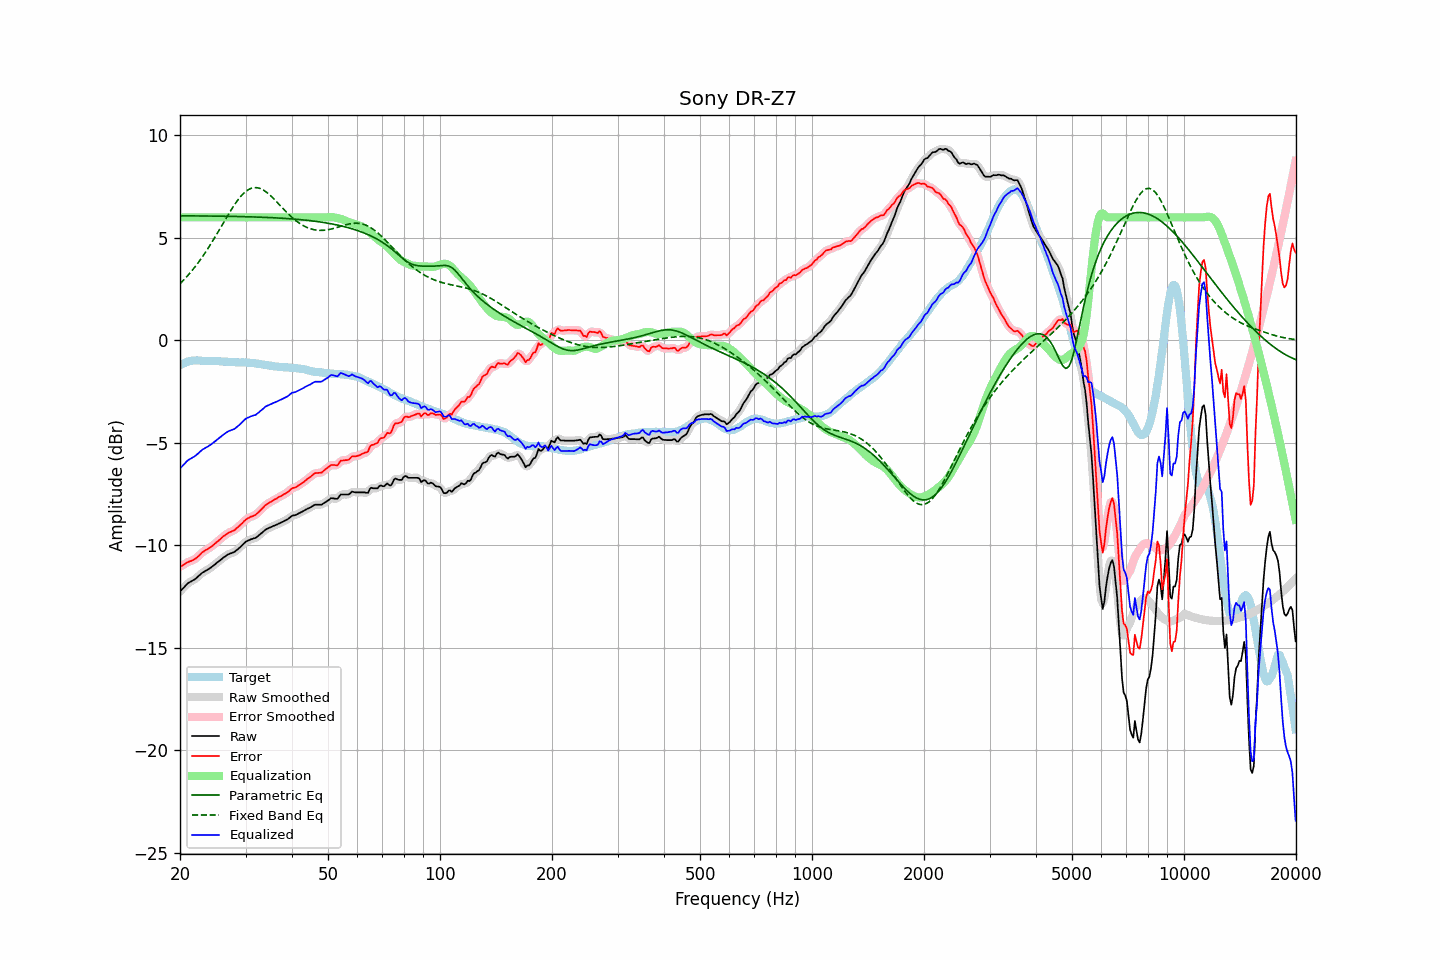 Sony DR-Z7
Amplitude (dBr)
10
5
0
−5
−10
−15
−20
−25
Target
Raw Smoothed
Error Smoothed
Raw
Error
Equalization
Parametric Eq
Fixed Band Eq
Equalized
20 50 100 200 500 1000 2000 5000 10000 20000
Frequency (Hz)